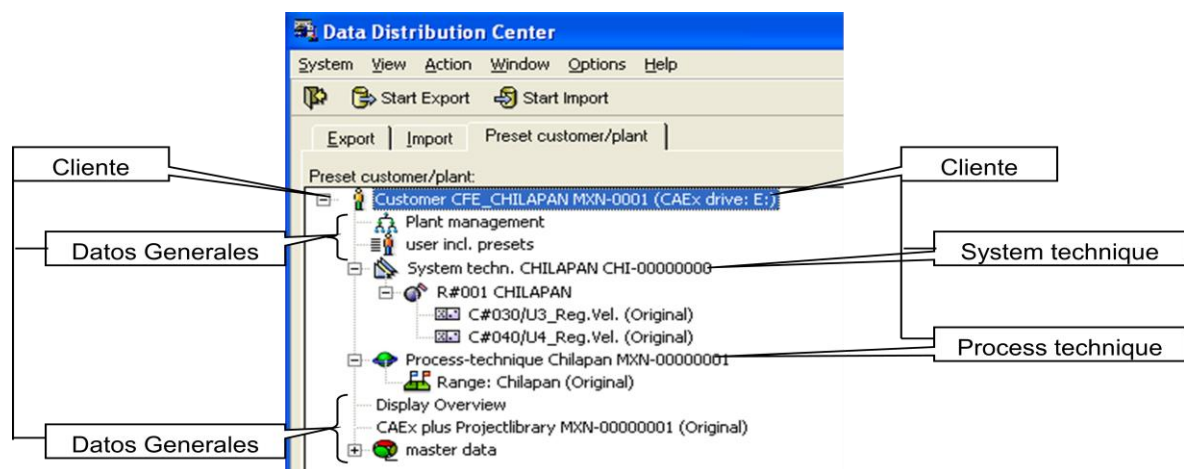 Data Distribution Center
System View Action Window Options Help
Start Export Start Import
Export Import Preset customer/plant
Cliente
Cliente
Preset customer/plant:
Customer CFE_CHILAPAN MXN-0001 (CAEx drive: E:)
Plant management
Datos Generales
user incl. presets
System technique
System techn. CHILAPAN CHI-00000000
R#001 CHILAPAN
C#030/U3_Reg.Vel. (Original)
C#040/U4_Reg.Vel. (Original)
Process technique
Process-technique Chilapan MXN-00000001
Range: Chilapan (Original)
Display Overview
CAEx plus Projectlibrary MXN-00000001 (Original)
Datos Generales
master data